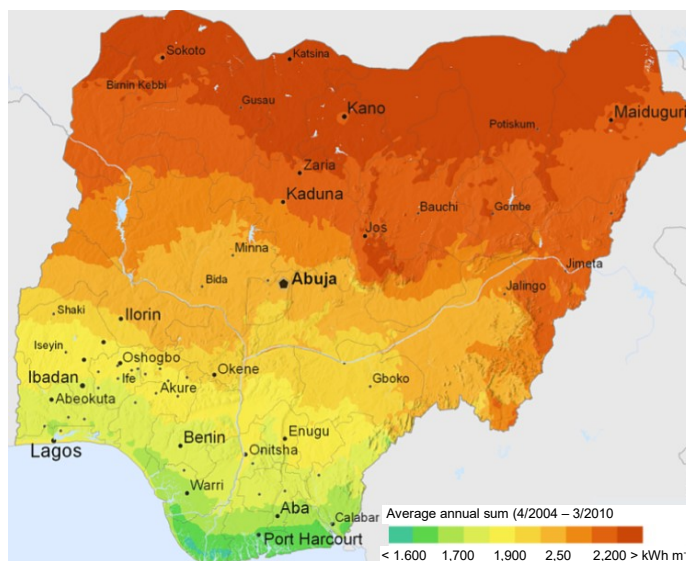 Sokoto
Katsina
Birnin Kebbi
Gusau
Kano
Potiskum
Maiduguri
Zaria
Kaduna
Bauchi
Gombe
Jos
Minna
Jimeta
Bida
Abuja
Jalingo
Shaki
Ilorin
Iseyin
Oshogbo
Ibadan
Ife
Okene
Akure
Gboko
Abeokuta
Lagos
Benin
Enugu
Onitsha
Warri
Aba
Calabar
Port Harcourt
Average annual sum (4/2004 – 3/2010
< 1.600 1,700 1,900 2,50 2,200 > kWh m